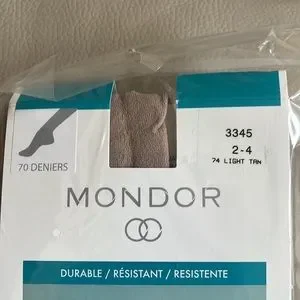 3345
2-4
74 LIGHT TAN
70 DENIERS
MONDOR
DURABLE / RÉSISTANT / RESISTENTE